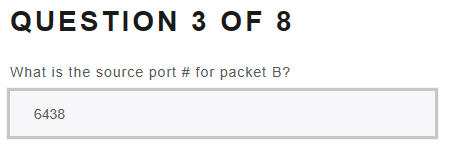 QUESTION 3 OF 8
What is the source port # for packet B?
6438